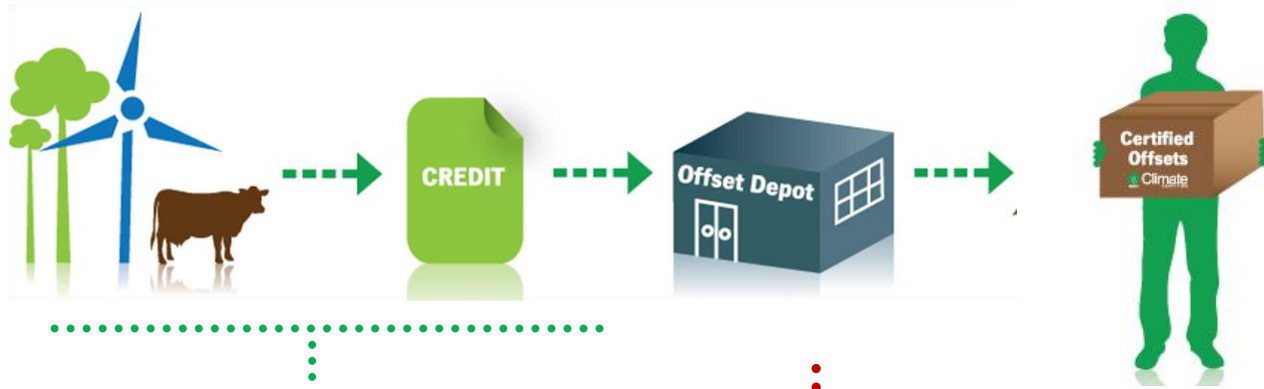 CREDIT
Offset Depot
Certified
Offsets
Climate